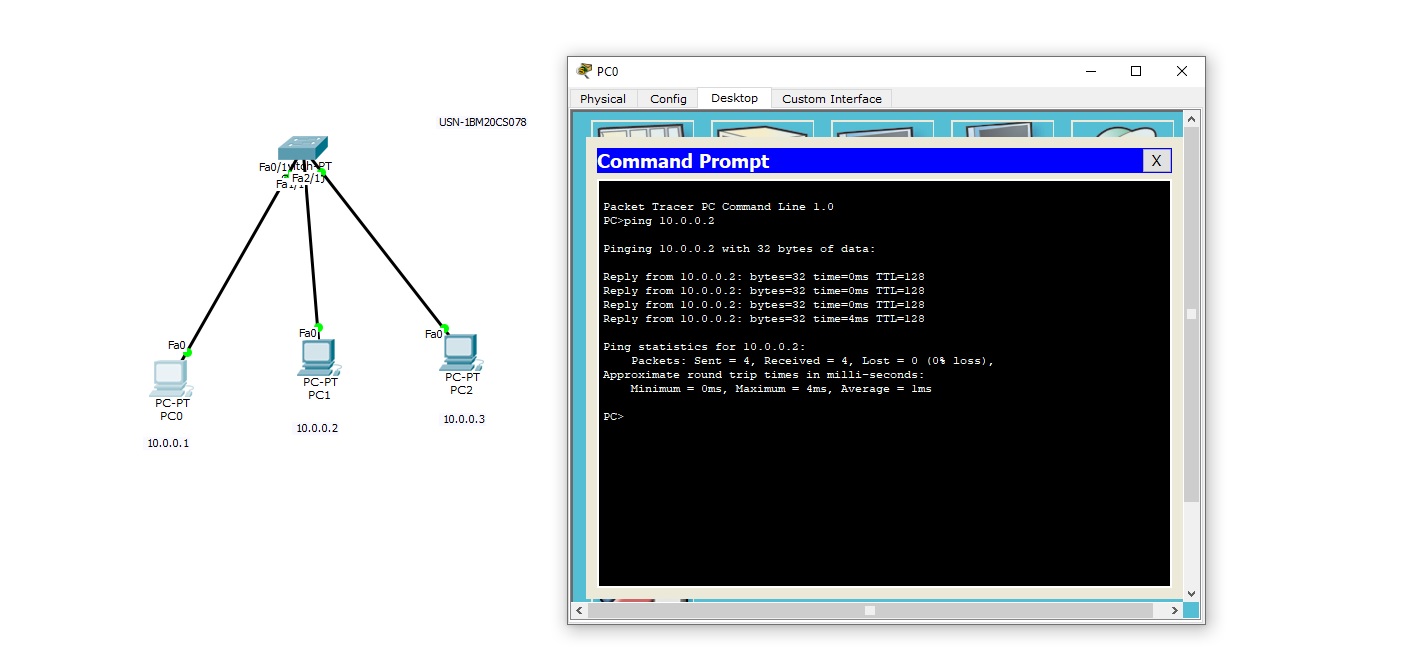 USN-1BM20CS078
Fa0/1
itch-PT
Fa1/1
Fa2/1
Fa0
Fa0
Fa0
PC-PT
PC0
PC-PT
PC1
PC-PT
PC2
10.0.0.1
10.0.0.2
10.0.0.3
PC0
Physical Config Desktop Custom Interface
Command Prompt X
Packet Tracer PC Command Line 1.0
PC>ping 10.0.0.2
Pinging 10.0.0.2 with 32 bytes of data:
Reply from 10.0.0.2: bytes=32 time=0ms TTL=128
Reply from 10.0.0.2: bytes=32 time=0ms TTL=128
Reply from 10.0.0.2: bytes=32 time=0ms TTL=128
Reply from 10.0.0.2: bytes=32 time=4ms TTL=128
Ping statistics for 10.0.0.2:
Packets: Sent = 4, Received = 4, Lost = 0 (0% loss),
Approximate round trip times in milli-seconds:
Minimum = 0ms, Maximum = 4ms, Average = 1ms
PC>